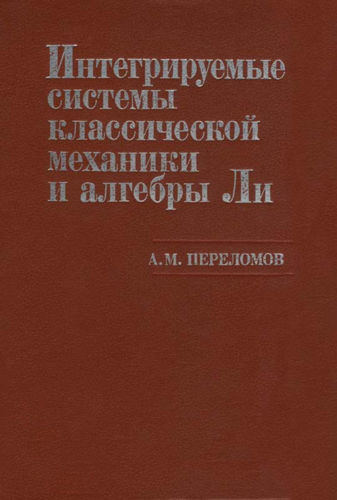 Интегрируемые
системы
классической
механики
и алгебры Ли
А.М. ПЕРЕЛОМОВ